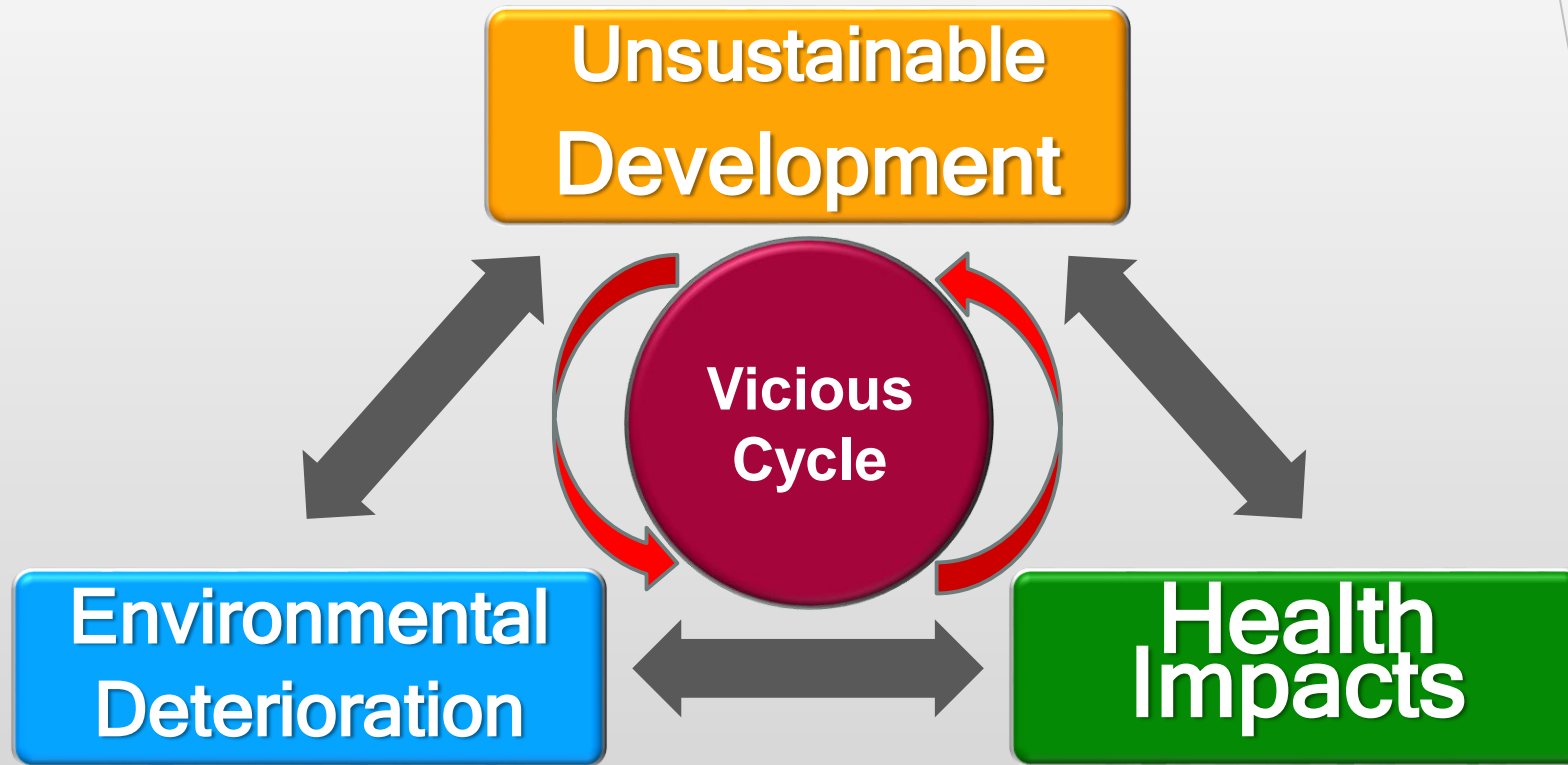 Unsustainable
Development
Vicious
Cycle
Environmental
Deterioration
Health
Impacts